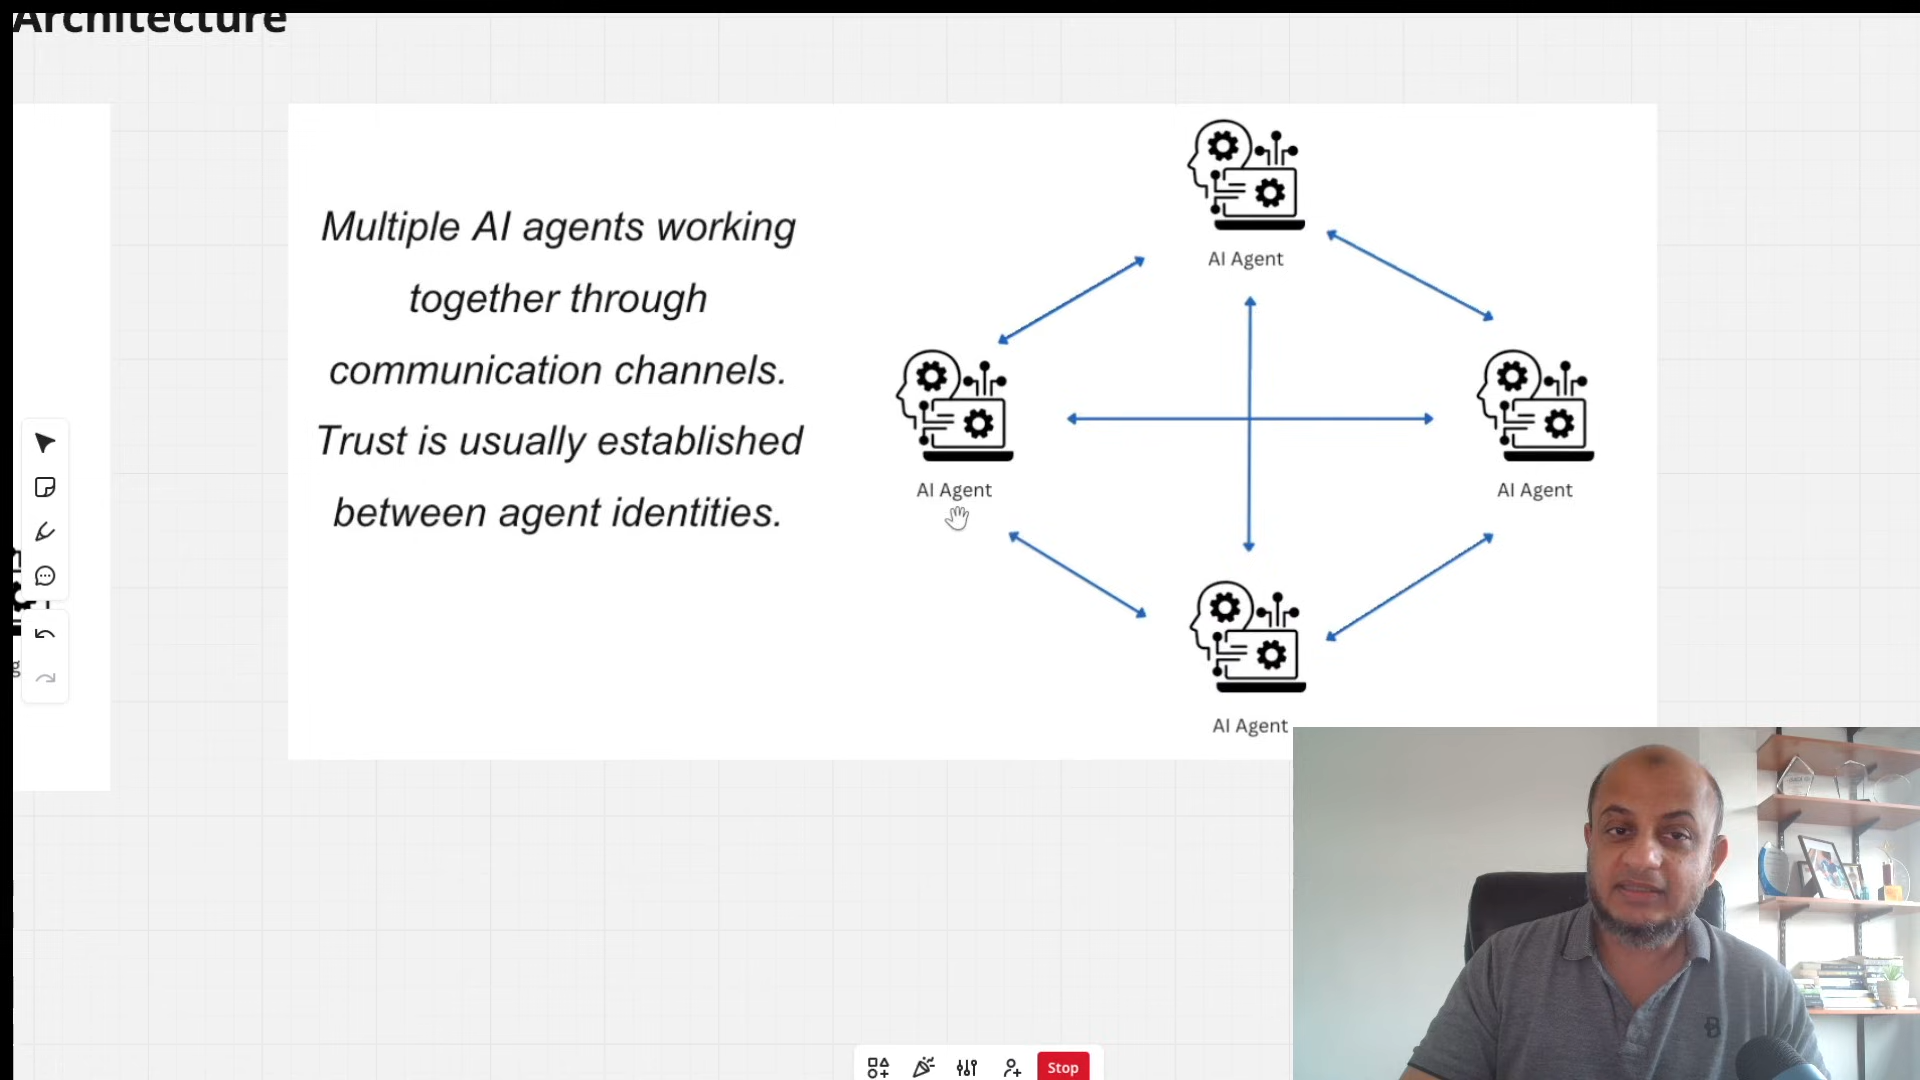 Architecture
Multiple AI agents working
together through
communication channels.
Trust is usually established
between agent identities.
AI Agent
AI Agent
AI Agent
AI Agent
Stop